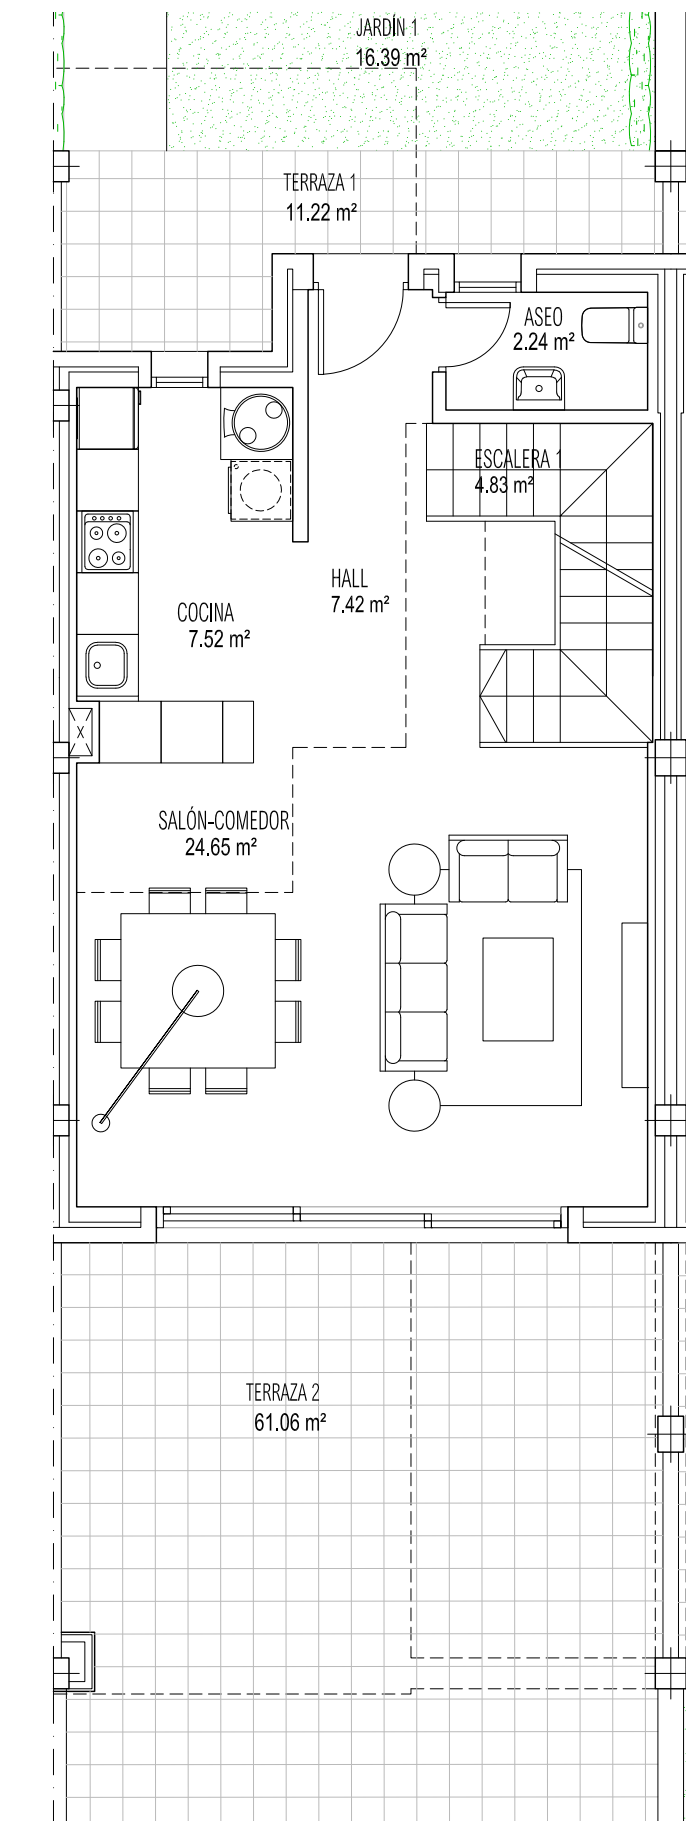 JARDÍN 1
16.39 m²
TERRAZA 1
11.22 m²
ASEO
2.24 m²
ESCALERA 1
4.83 m²
HALL
7.42 m²
COCINA
7.52 m²
X
SALÓN-COMEDOR
24.65 m²
TERRAZA 2
61.06 m²